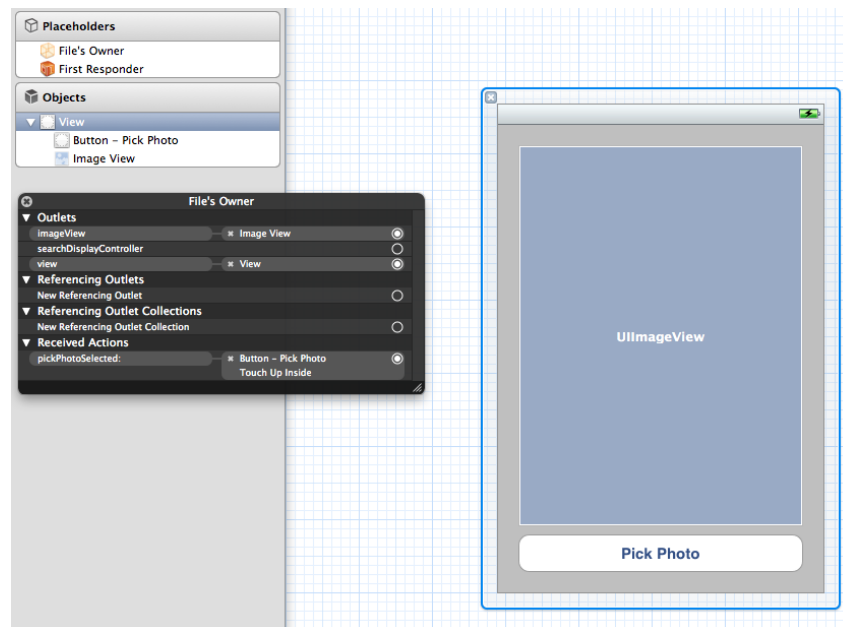 Placeholders
File's Owner
First Responder
Objects
View
Button - Pick Photo
Image View
File's Owner
Outlets
imageView Image View
searchDisplayController
view View
Referencing Outlets
New Referencing Outlet
Referencing Outlet Collections
New Referencing Outlet Collection
Received Actions
pickPhotoSelected: Button - Pick Photo
Touch Up Inside
UIImageView
Pick Photo